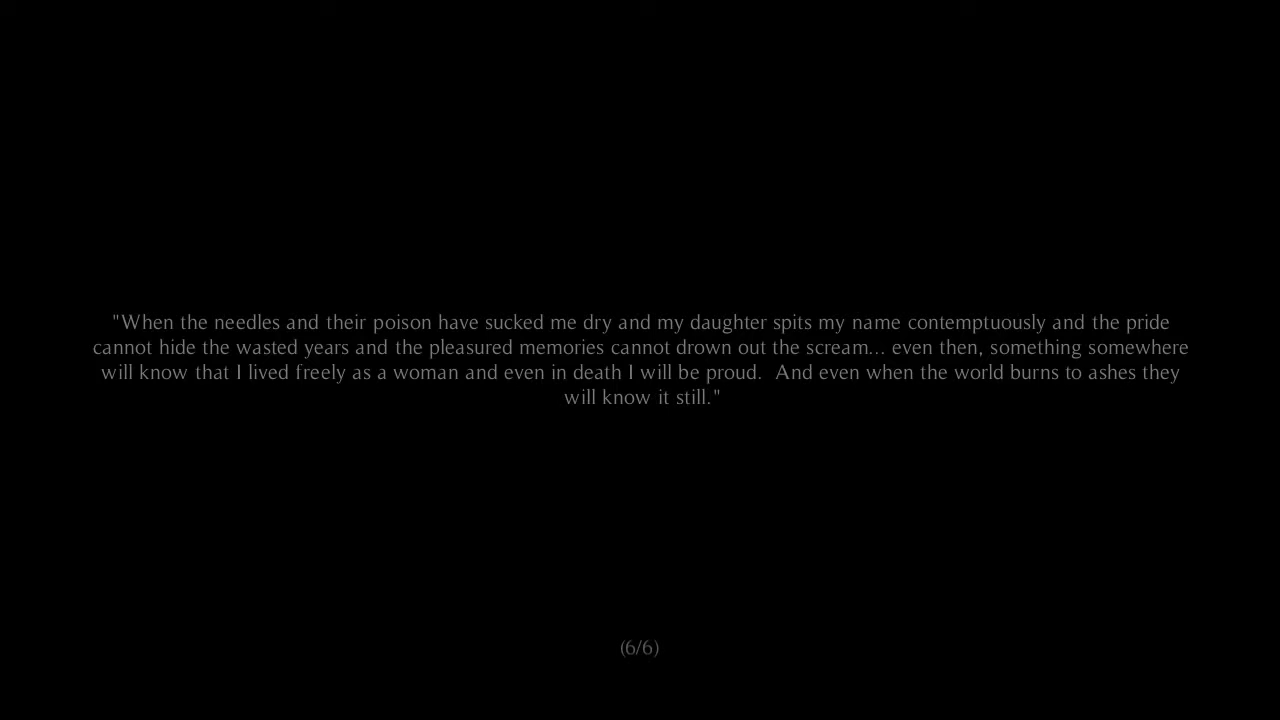 "When the needles and their poison have sucked me dry and my daughter spits my name contemptuously and the pride
cannot hide the wasted years and the pleasured memories cannot drown out the scream... even then, something somewhere
will know that I lived freely as a woman and even in death I will be proud.  And even when the world burns to ashes they
will know it still."
(6/6)